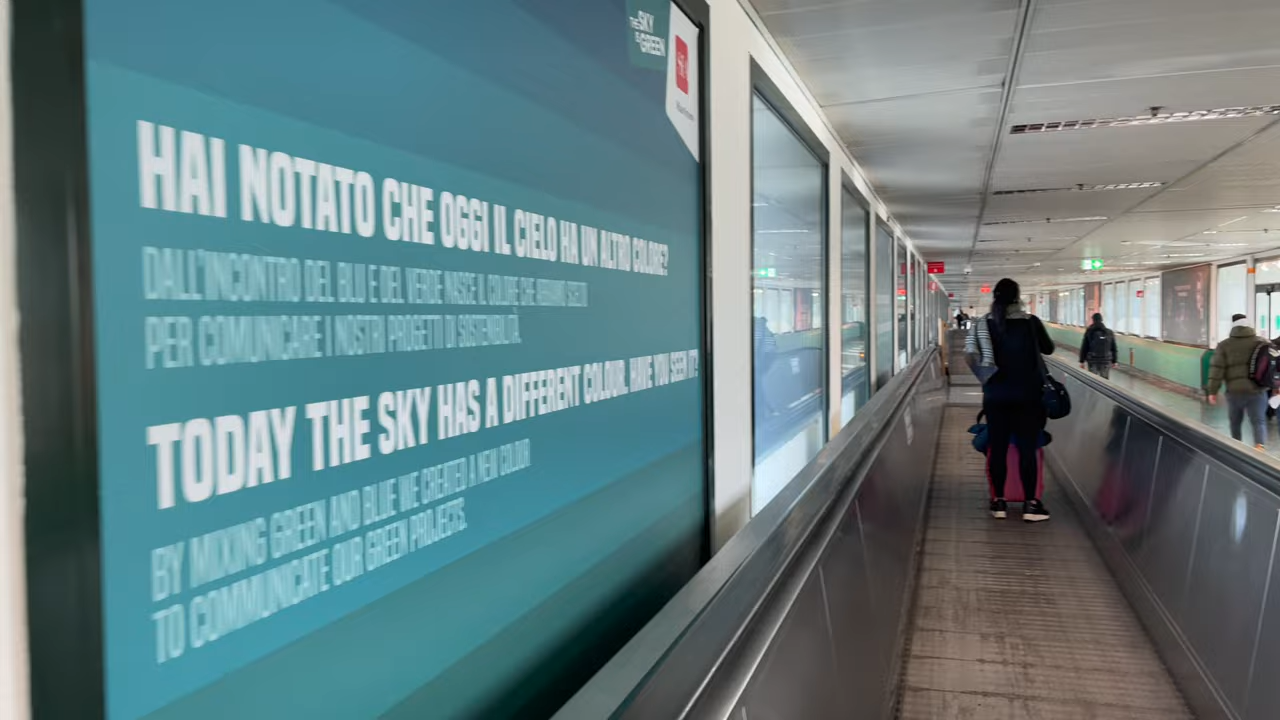 THE SKY
IS GREEN
HAI NOTATO CHE OGGI IL CIELO HA UN ALTRO COLORE?
DALL'INCONTRO DEL BLU E DEL VERDE NASCE IL COLORE CHE
PER COMUNICARE I NOSTRI PROGETTI DI SOSTENIBILITÀ.
TODAY THE SKY HAS A DIFFERENT COLOUR. HAVE YOU SEEN IT?
BY MIXING GREEN AND BLUE WE CREATED A NEW COLOUR
TO COMMUNICATE OUR GREEN PROJECTS.